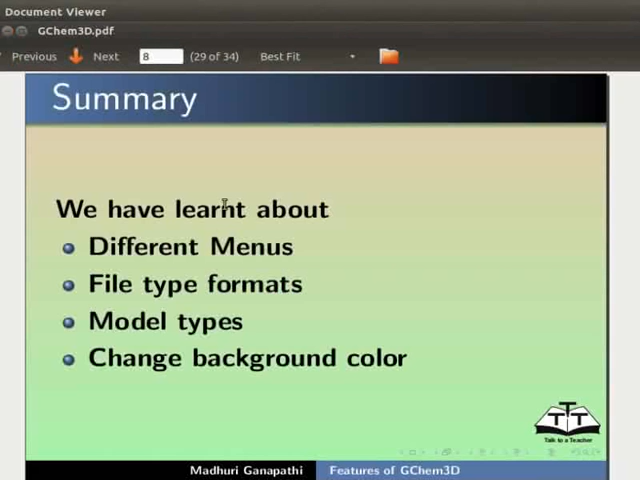 Document Viewer
GChem3D.pdf
Previous Next 8 (29 of 34) Best Fit
Summary
We have learnt about
Different Menus
File type formats
Model types
Change background color
TTT
Talk to a Teacher
Madhuri Ganapathi Features of GChem3D